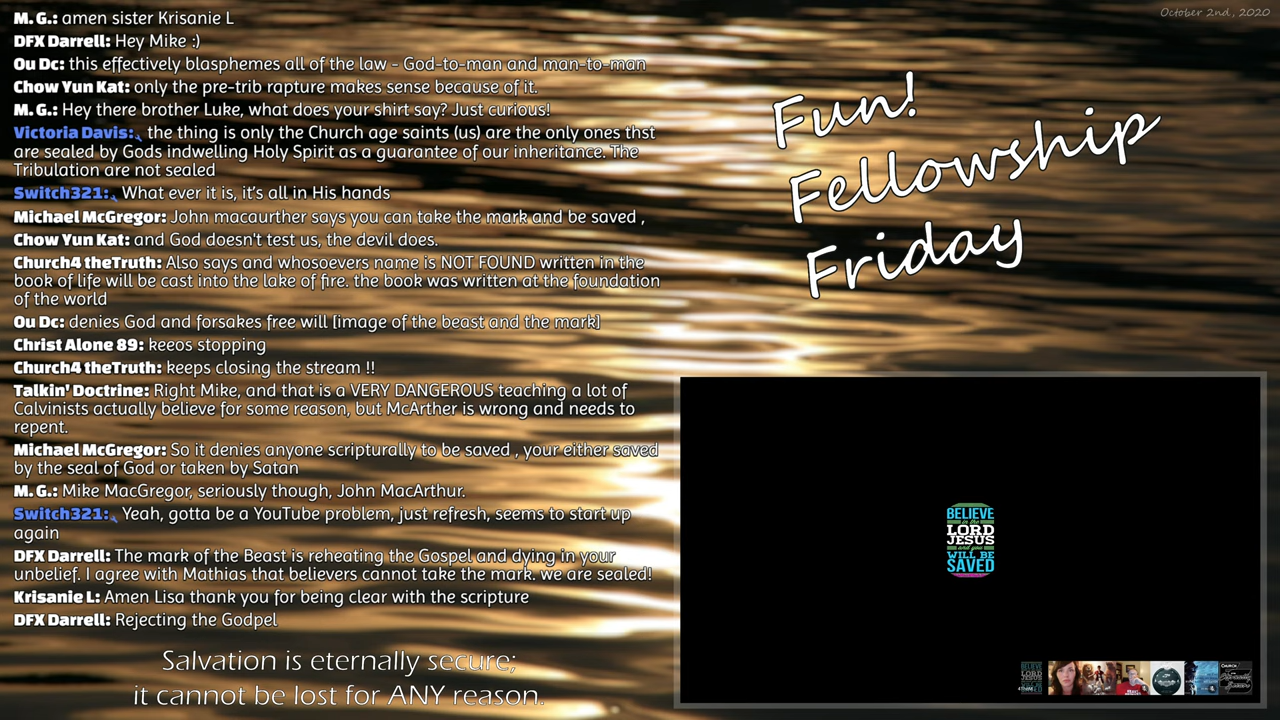 M. G.: amen sister Krisanie L
DFX Darrell: Hey Mike :)
Ou Dc: this effectively blasphemes all of the law - God-to-man and man-to-man
Chow Yun Kat: only the pre-trib rapture makes sense because of it.
M. G.: Hey there brother Luke, what does your shirt say? Just curious!
Victoria Davis: the thing is only the Church age saints (us) are the only ones thst
are sealed by Gods indwelling Holy Spirit as a guarantee of our inheritance. The
Tribulation are not sealed
Switch321: What ever it is, it's all in His hands
Michael McGregor: John macaurther says you can take the mark and be saved ,
Chow Yun Kat: and God doesn't test us, the devil does.
Church4 theTruth: Also says and whosoevers name is NOT FOUND written in the
book of life will be cast into the lake of fire. the book was written at the foundation
of the world
Ou Dc: denies God and forsakes free will [image of the beast and the mark]
Christ Alone 89: keeos stopping
Church4 theTruth: keeps closing the stream !!
Talkin' Doctrine: Right Mike, and that is a VERY DANGEROUS teaching a lot of
Calvinists actually believe for some reason, but McArther is wrong and needs to
repent.
Michael McGregor: So it denies anyone scripturally to be saved , your either saved
by the seal of God or taken by Satan
M. G.: Mike MacGregor, seriously though, John MacArthur.
Switch321: Yeah, gotta be a YouTube problem, just refresh, seems to start up
again
DFX Darrell: The mark of the Beast is reheating the Gospel and dying in your
unbelief. I agree with Mathias that believers cannot take the mark. we are sealed!
Krisanie L: Amen Lisa thank you for being clear with the scripture
DFX Darrell: Rejecting the Godpel
Salvation is eternally secure;
it cannot be lost for ANY reason.
October 2nd, 2020
Fun!
Fellowship
Friday
BELIEVE
in the
LORD
JESUS
and you
WILL BE
SAVED